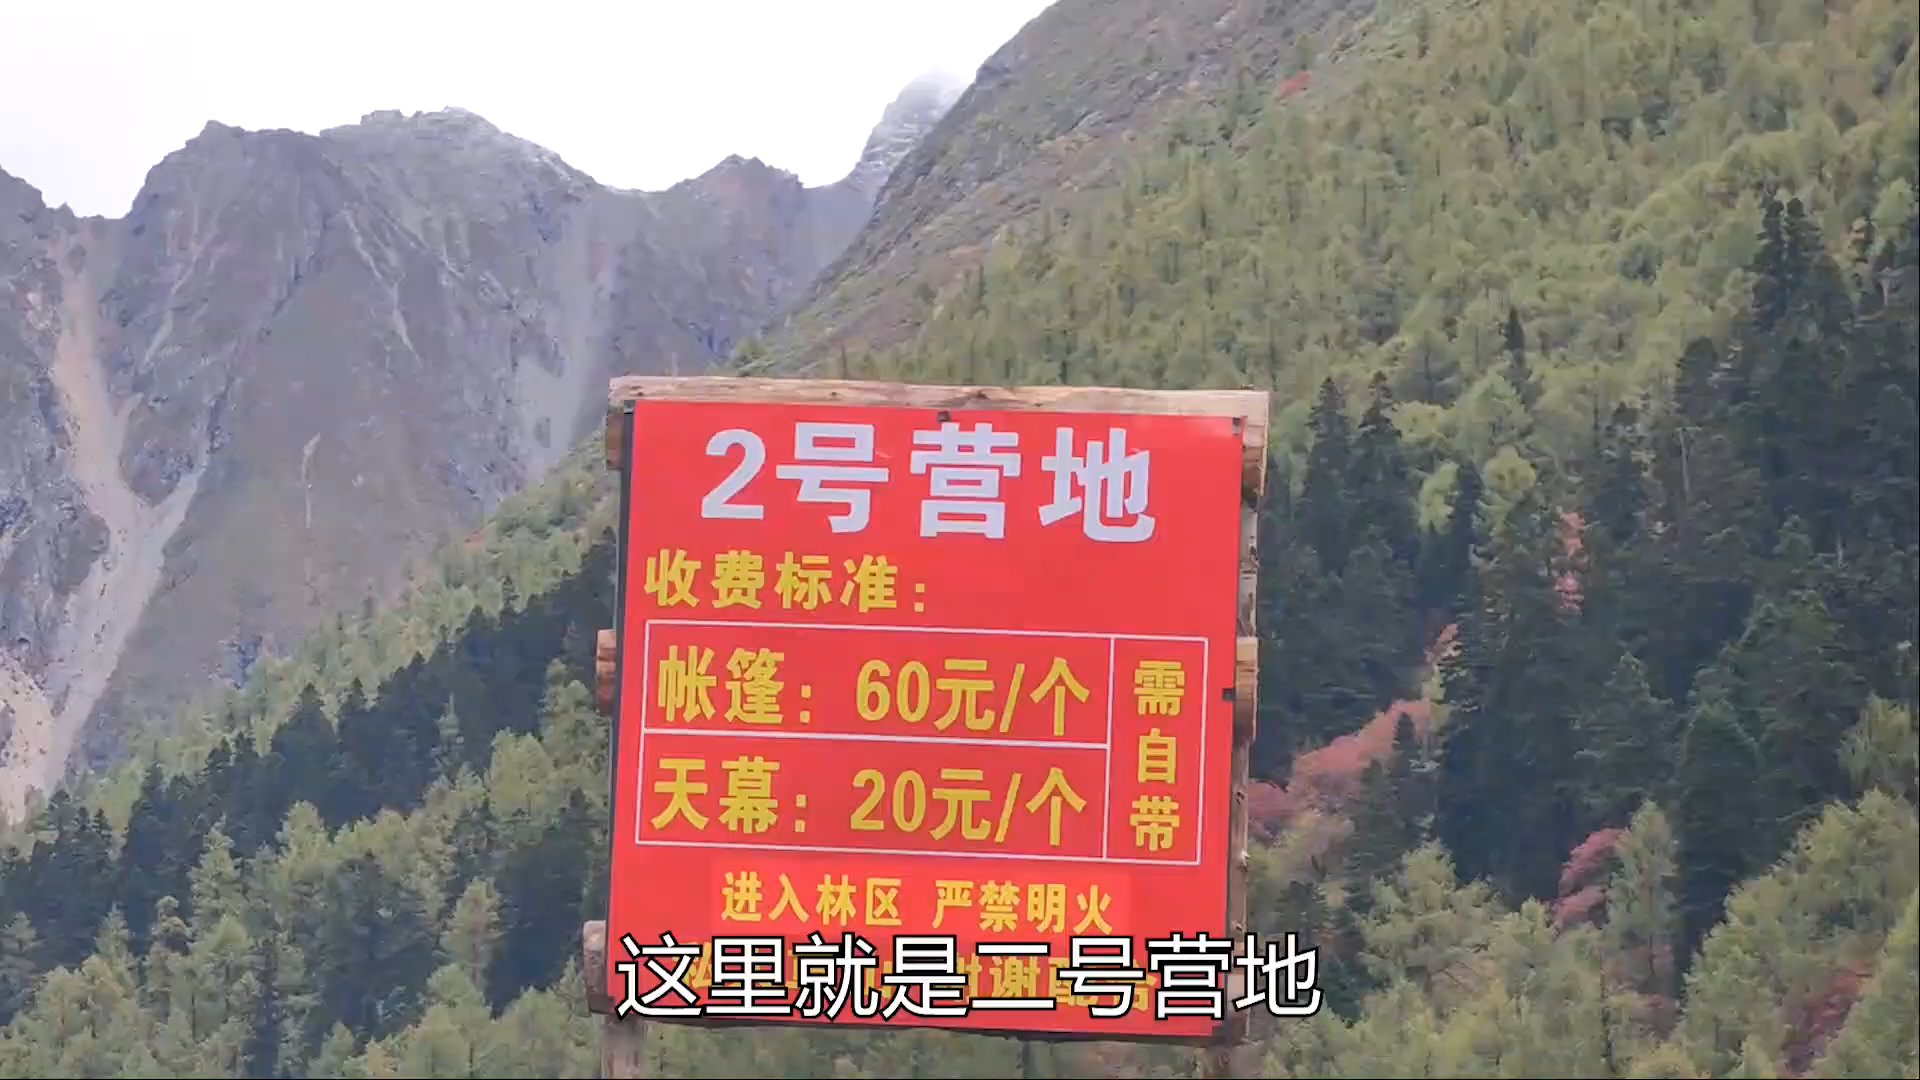 2号营地
收费标准：
帐篷：60元/个
天幕：20元/个
需自带
进入林区 严禁明火
这里就是二号营地